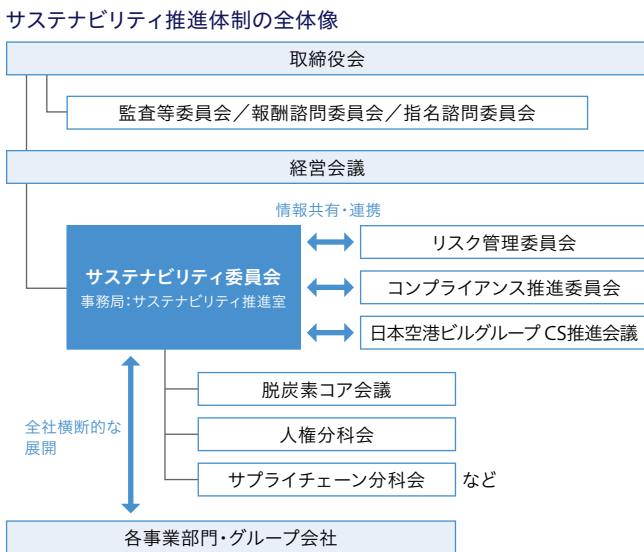 サステナビリティ推進体制の全体像
取締役会
監査等委員会／報酬諮問委員会／指名諮問委員会
経営会議
情報共有・連携
サステナビリティ委員会
事務局：サステナビリティ推進室
リスク管理委員会
コンプライアンス推進委員会
日本空港ビルグループ CS推進会議
脱炭素コア会議
人権分科会
サプライチェーン分科会 など
全社横断的な
展開
各事業部門・グループ会社